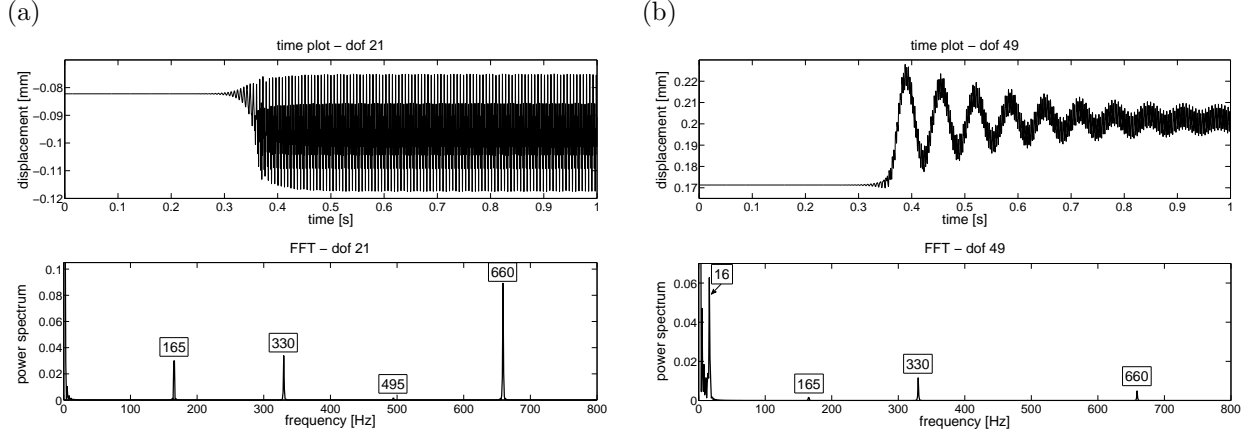 (a)
time plot – dof 21
displacement [mm]
−0.08
−0.09
−0.1
−0.11
−0.12
0 0.1 0.2 0.3 0.4 0.5 0.6 0.7 0.8 0.9 1
time [s]
FFT – dof 21
power spectrum
0.1
0.08
0.06
0.04
0.02
0
165
330
495
660
0 100 200 300 400 500 600 700 800
frequency [Hz]
(b)
time plot – dof 49
displacement [mm]
0.22
0.21
0.2
0.19
0.18
0.17
0 0.1 0.2 0.3 0.4 0.5 0.6 0.7 0.8 0.9 1
time [s]
FFT – dof 49
power spectrum
0.06
0.04
0.02
0
16
165
330
660
0 100 200 300 400 500 600 700 800
frequency [Hz]